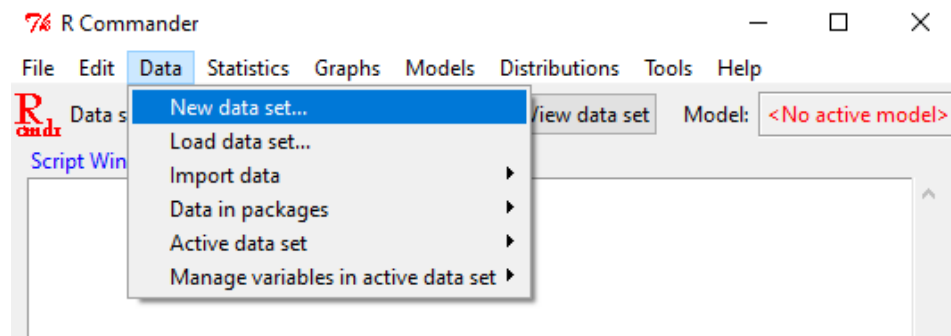 R Commander
File Edit Data Statistics Graphs Models Distributions Tools Help
R cmdr Data s View data set Model: <No active model>
New data set...
Load data set...
Script Win
Import data
Data in packages
Active data set
Manage variables in active data set